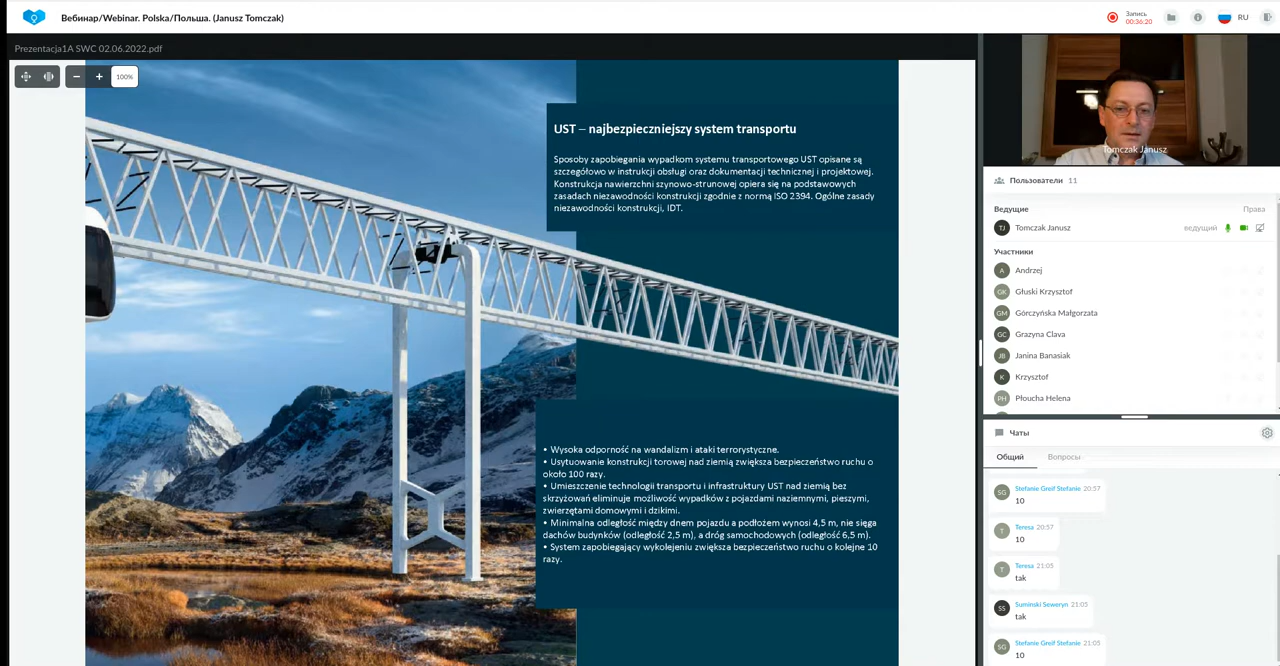 Вебинар/Webinar. Polska/Польша. (Janusz Tomczak)
Запись
00:36:20
RU
Prezentacja1A SWC 02.06.2022.pdf
100%
UST – najbezpieczniejszy system transportu
Sposoby zapobiegania wypadkom systemu transportowego UST opisane są
szczegółowo w instrukcji obsługi oraz dokumentacji technicznej i projektowej.
Konstrukcja nawierzchni szynowo-strunowej opiera się na podstawowych
zasadach niezawodności konstrukcji zgodnie z normą ISO 2394. Ogólne zasady
niezawodności konstrukcji, IDT.
• Wysoka odporność na wandalizm i ataki terrorystyczne.
• Usytuowanie konstrukcji torowej nad ziemią zwiększa bezpieczeństwo ruchu o
około 100 razy.
• Umieszczenie technologii transportu i infrastruktury UST nad ziemią bez
skrzyżowań eliminuje możliwość wypadków z pojazdami naziemnymi, pieszymi,
zwierzętami domowymi i dzikimi.
• Minimalna odległość między dnem pojazdu a podłożem wynosi 4,5 m, nie sięga
dachów budynków (odległość 2,5 m), a dróg samochodowych (odległość 6,5 m).
• System zapobiegający wykolejeniu zwiększa bezpieczeństwo ruchu o kolejne 10
razy.
Tomczak Janusz
Пользователи 11
Ведущие Права
TJ Tomczak Janusz ведущий
Участники
A Andrzej
GK Głuski Krzysztof
GM Górczyńska Małgorzata
GC Grazyna Clava
JB Janina Banasiak
K Krzysztof
PH Płoucha Helena
Чаты
Общий Вопросы
SG Stefanie Greif Stefanie 20:57
10
T Teresa 20:57
10
T Teresa 21:05
tak
SS Suminski Seweryn 21:05
tak
SG Stefanie Greif Stefanie 21:05
10